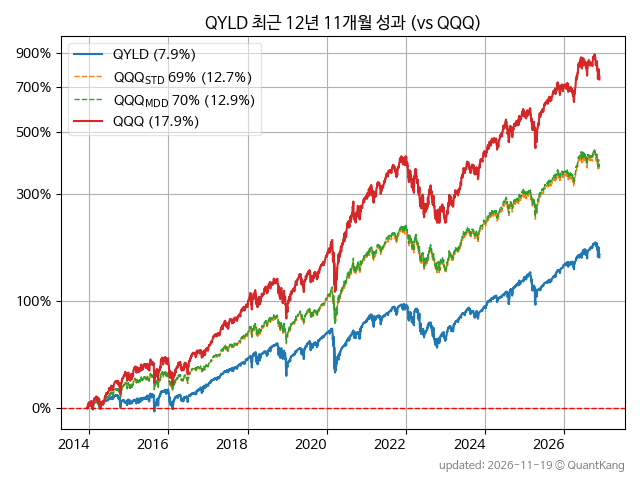 QYLD 최근 12년 11개월 성과 (vs QQQ)
900%
700%
500%
300%
100%
0%
QYLD (7.9%)
QQQSTD 69% (12.7%)
QQQMDD 70% (12.9%)
QQQ (17.9%)
2014 2016 2018 2020 2022 2024 2026
updated: 2026-11-19 © QuantKang